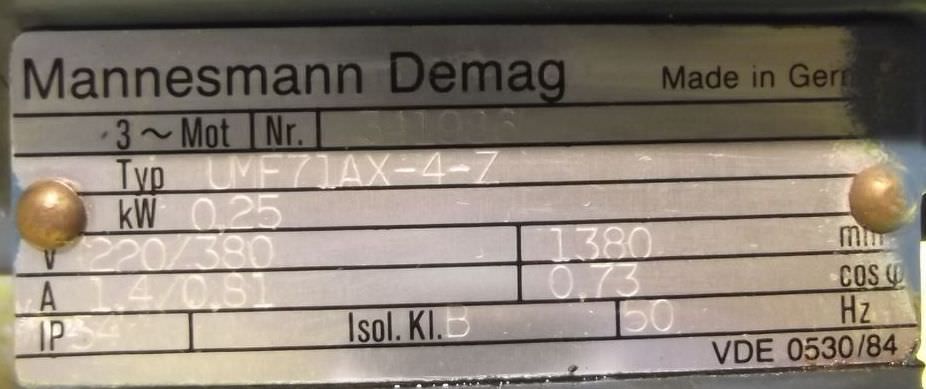 Mannesmann Demag Made in Ger
3 ~ Mot Nr.
Typ UMF71AX-4-Z
kW 0,25
V 220/380 1380 min
A 1,4/0,81 0,73 cos φ
IP 54 Isol. Kl. B 50 Hz
VDE 0530/84